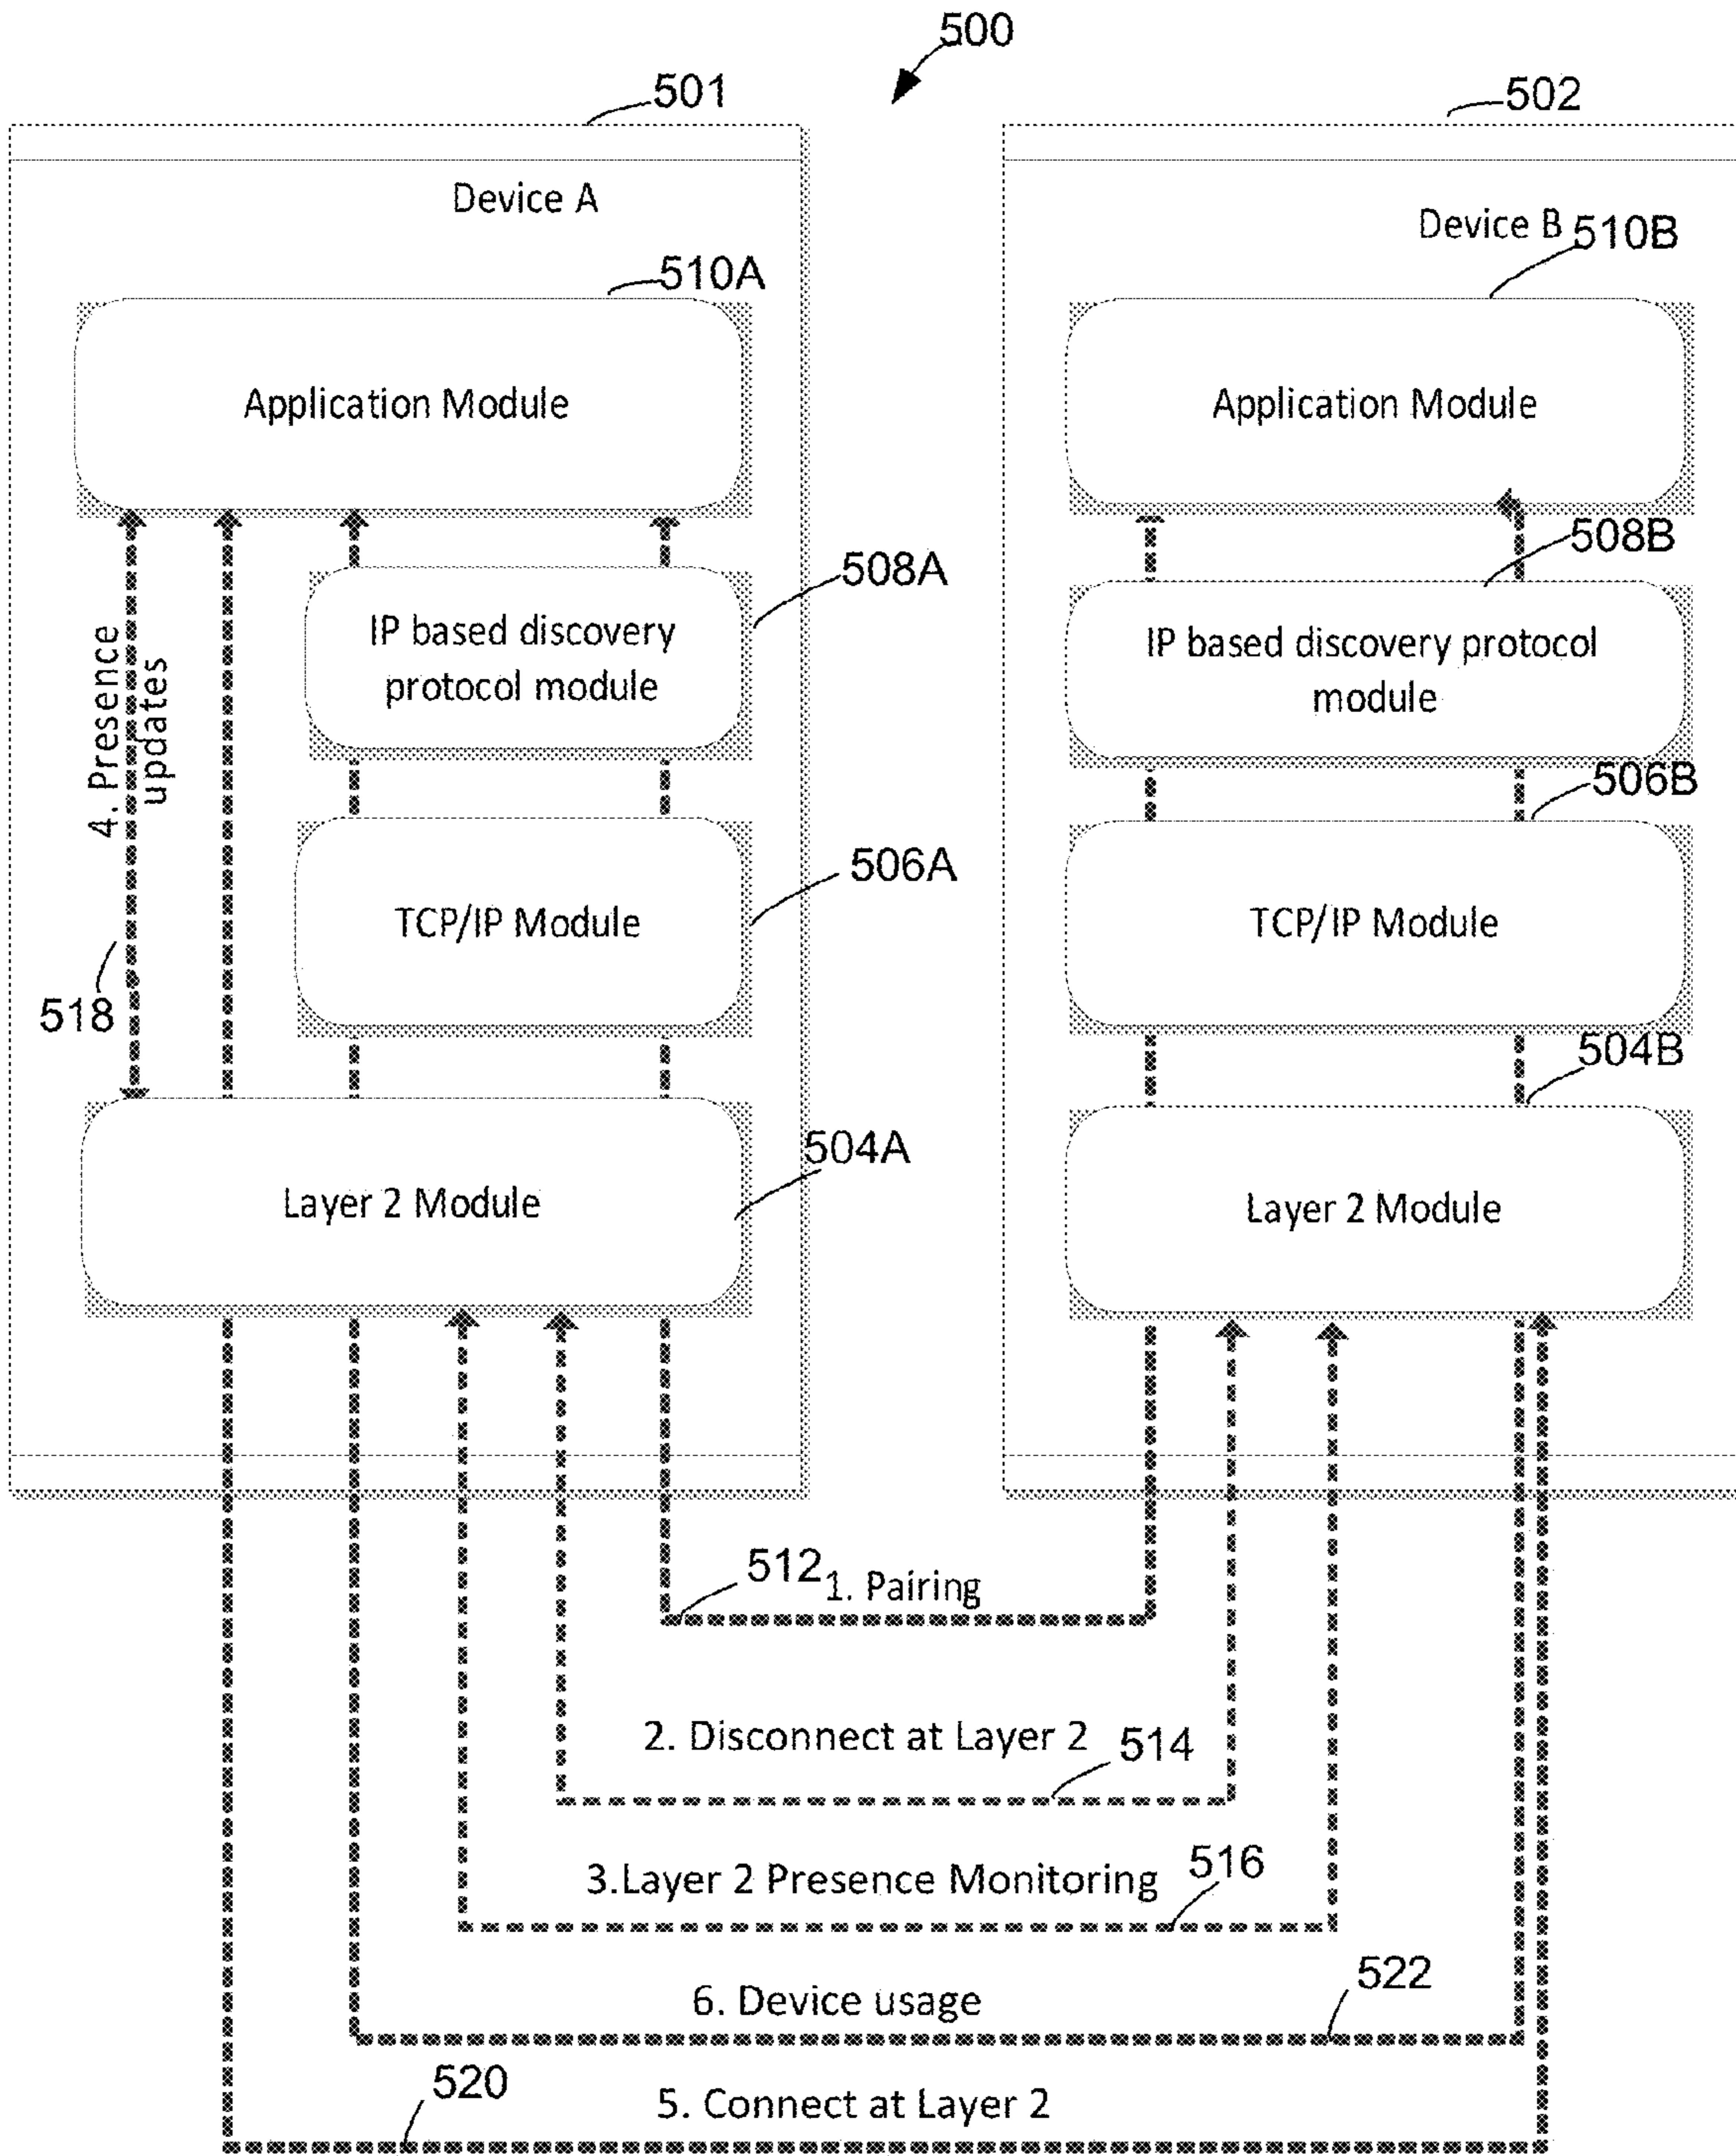 500
501
502
Device A
Device B
510A
510B
Application Module
Application Module
508A
508B
IP based discovery
protocol module
IP based discovery protocol
module
4. Presence
updates
506A
506B
TCP/IP Module
TCP/IP Module
518
504A
504B
Layer 2 Module
Layer 2 Module
512
1. Pairing
2. Disconnect at Layer 2
514
3.Layer 2 Presence Monitoring
516
6. Device usage
522
520
5. Connect at Layer 2